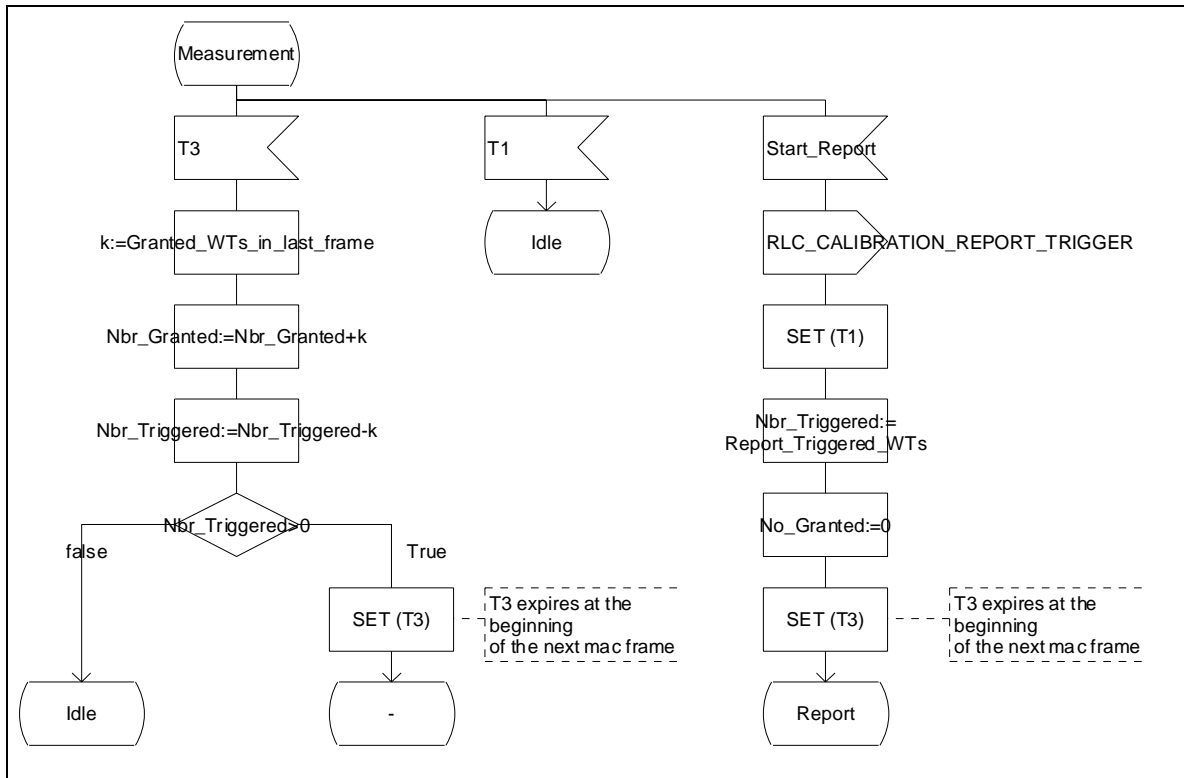 Measurement
T3
T1
Start_Report
k:=Granted_WTs_in_last_frame
Idle
RLC_CALIBRATION_REPORT_TRIGGER
Nbr_Granted:=Nbr_Granted+k
SET (T1)
Nbr_Triggered:=Nbr_Triggered-k
Nbr_Triggered:=
Report_Triggered_WTs
Nbr_Triggered>0
No_Granted:=0
false
True
SET (T3)
T3 expires at the
beginning
of the next mac frame
SET (T3)
T3 expires at the
beginning
of the next mac frame
Idle
-
Report